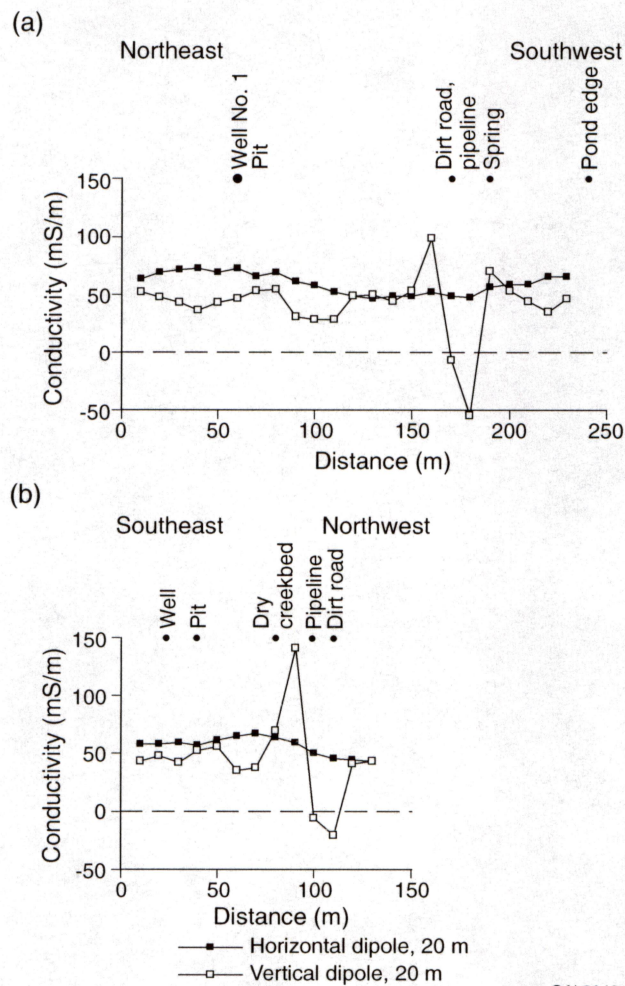 (a)
Northeast
Southwest
Well No. 1
Pit
Dirt road,
pipeline
Spring
Pond edge
150
100
50
0
-50
Conductivity (mS/m)
0 50 100 150 200 250
Distance (m)
(b)
Southeast
Northwest
Well
Pit
Dry
creekbed
Pipeline
Dirt road
150
100
50
0
-50
Conductivity (mS/m)
0 50 100 150
Distance (m)
Horizontal dipole, 20 m
Vertical dipole, 20 m